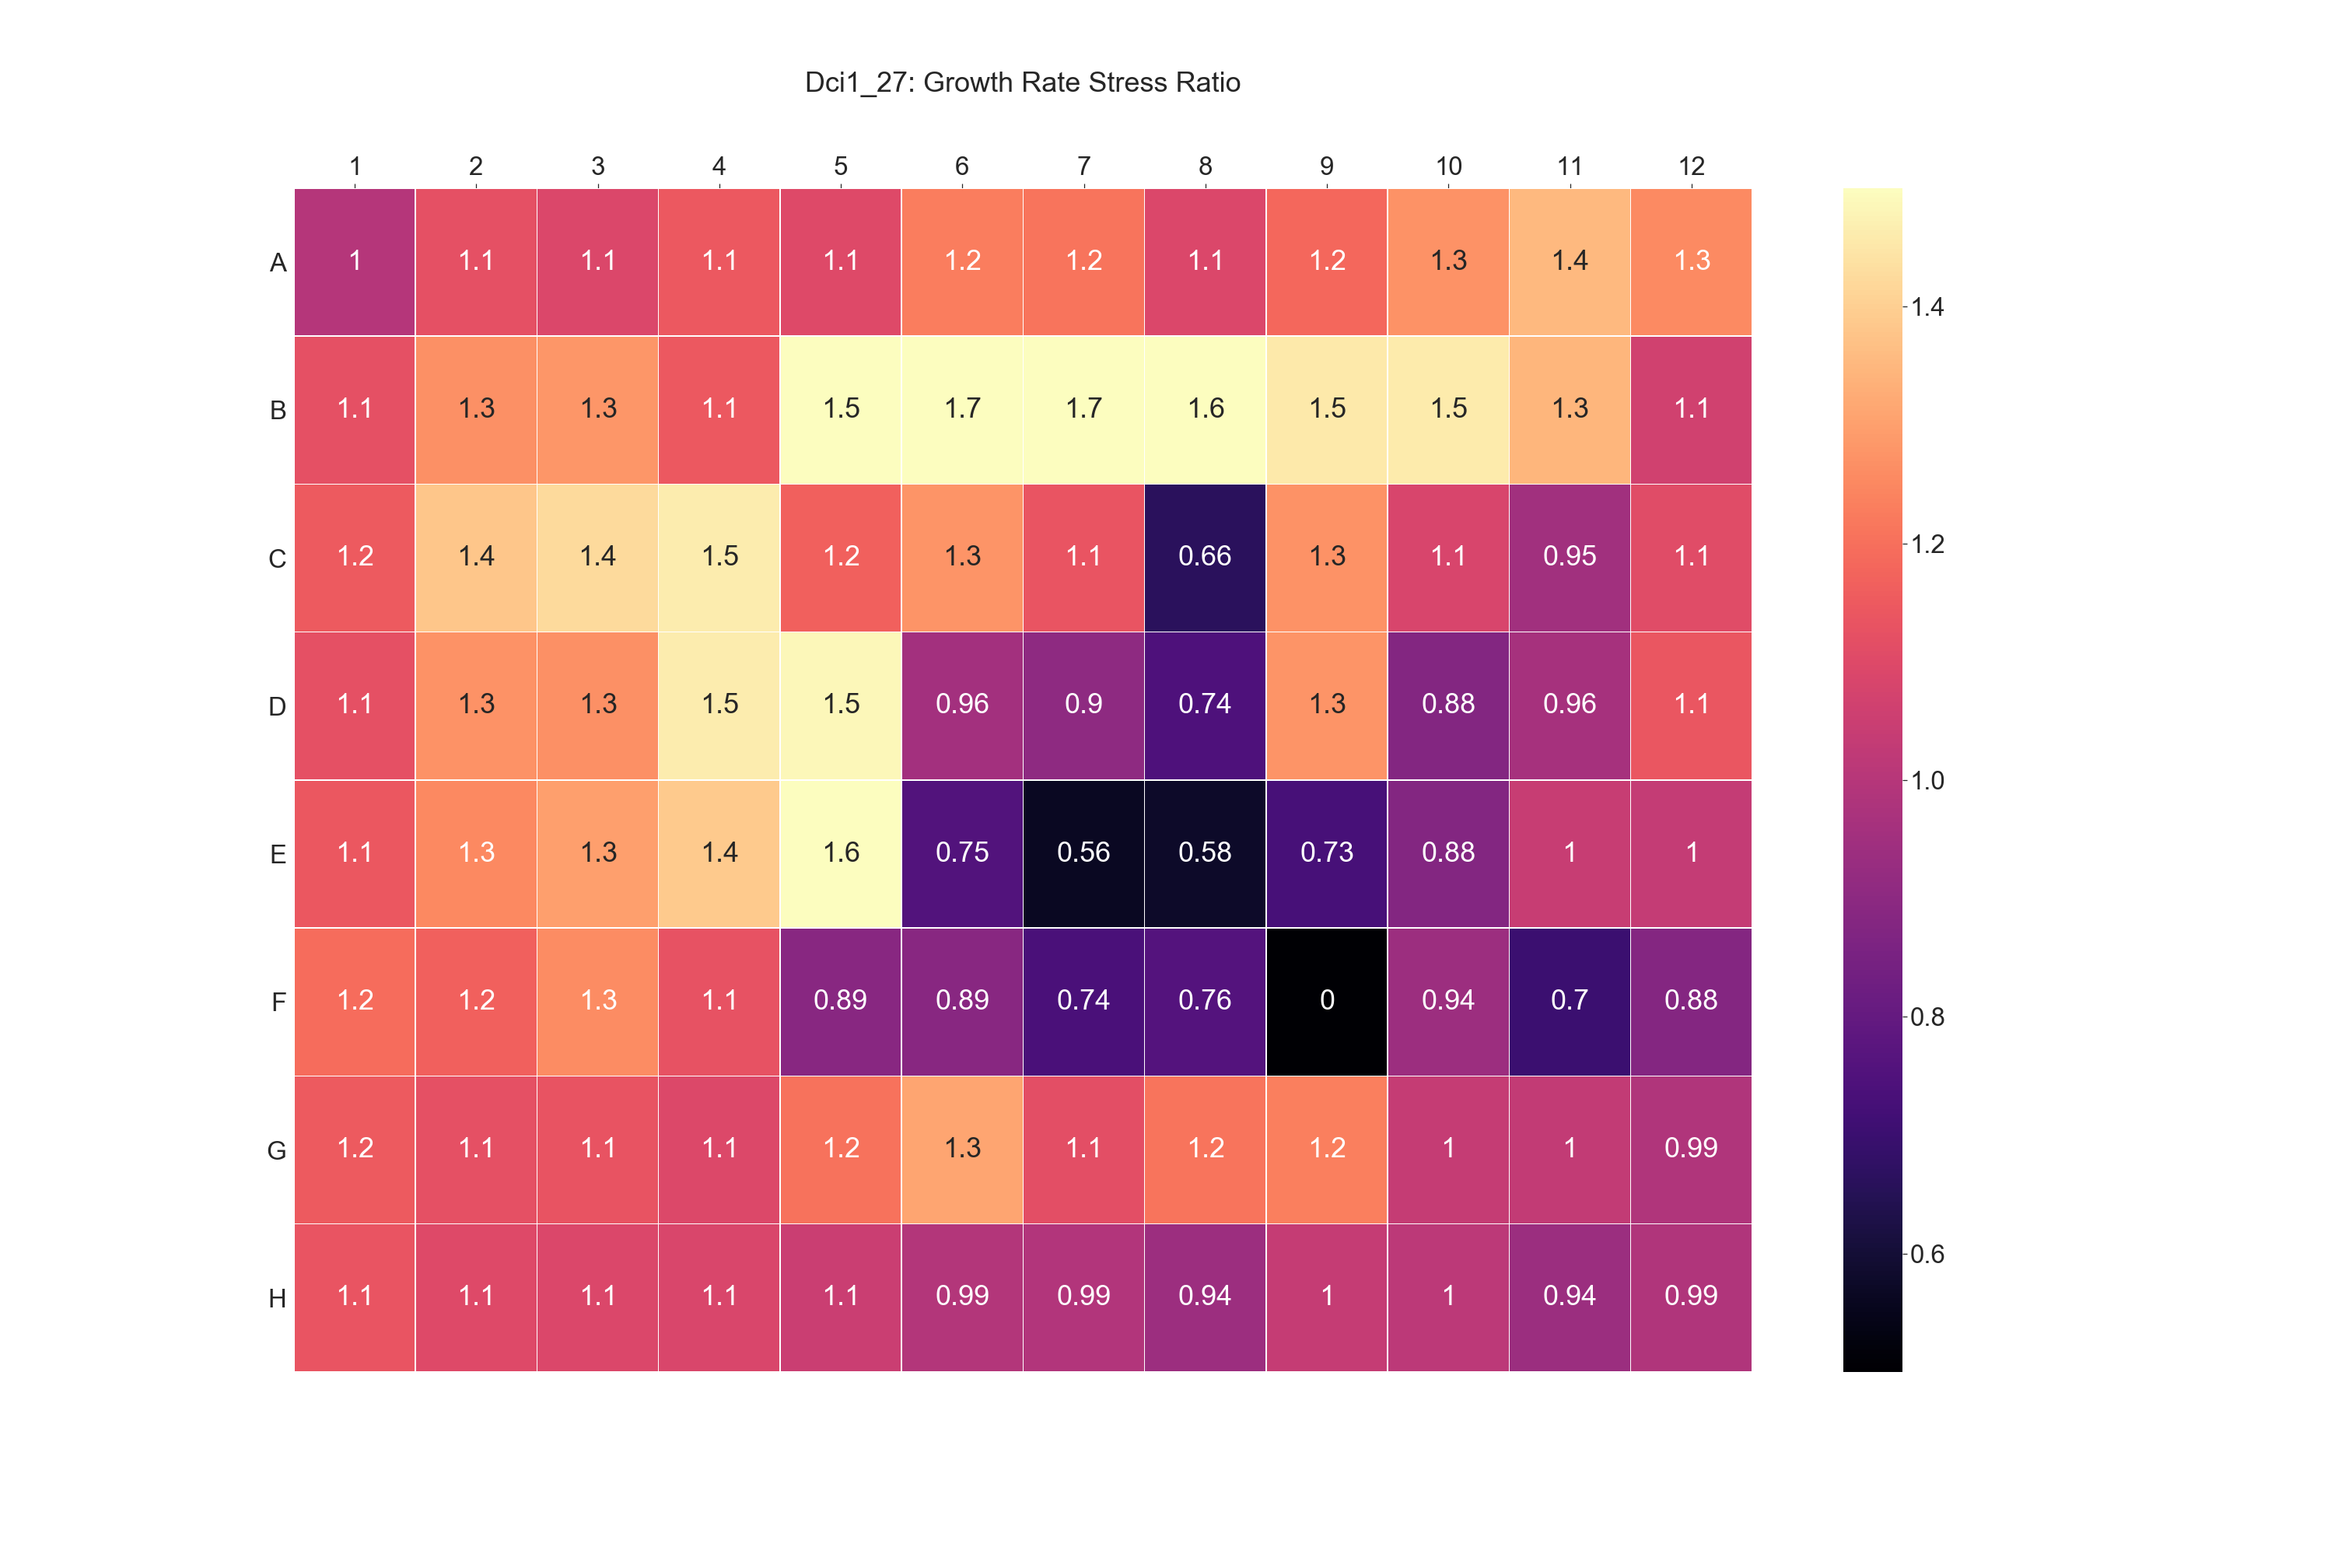 Dci1_27: Growth Rate Stress Ratio
1 2 3 4 5 6 7 8 9 10 11 12
A 1 1.1 1.1 1.1 1.1 1.2 1.2 1.1 1.2 1.3 1.4 1.3
1.4
B 1.1 1.3 1.3 1.1 1.5 1.7 1.7 1.6 1.5 1.5 1.3 1.1
C 1.2 1.4 1.4 1.5 1.2 1.3 1.1 0.66 1.3 1.1 0.95 1.1
1.2
D 1.1 1.3 1.3 1.5 1.5 0.96 0.9 0.74 1.3 0.88 0.96 1.1
1.0
E 1.1 1.3 1.3 1.4 1.6 0.75 0.56 0.58 0.73 0.88 1 1
F 1.2 1.2 1.3 1.1 0.89 0.89 0.74 0.76 0 0.94 0.7 0.88
0.8
G 1.2 1.1 1.1 1.1 1.2 1.3 1.1 1.2 1.2 1 1 0.99
0.6
H 1.1 1.1 1.1 1.1 1.1 0.99 0.99 0.94 1 1 0.94 0.99